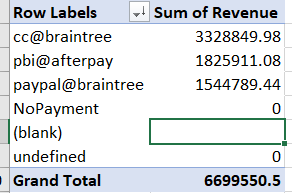 Row Labels Sum of Revenue
cc@braintree 3328849.98
pbi@afterpay 1825911.08
paypal@braintree 1544789.44
NoPayment 0
(blank)
undefined 0
Grand Total 6699550.5